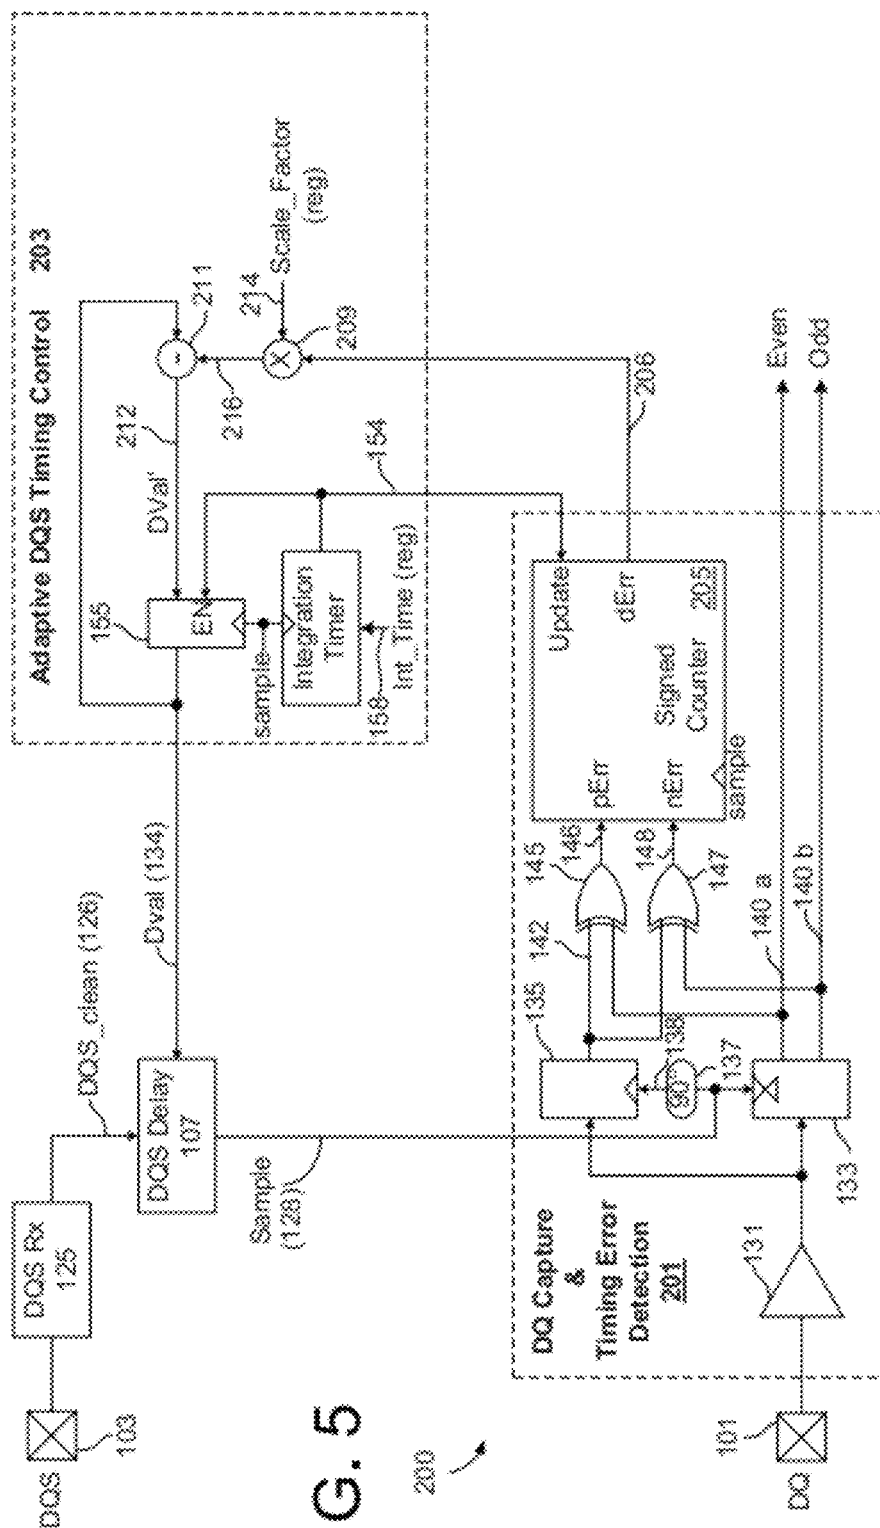 DQS
103
DQS Rx
125
DQS_clean (126)
DQS Delay
107
Dval (134)
Sample
(128)
Adaptive DQS Timing Control 203
155
EN
DVal'
212
-
211
216
214
X
209
Scale_Factor
(reg)
sample
Integration
Timer
158
Int_Time (reg)
154
206
DQ Capture
&
Timing Error
Detection
201
135
142
145
146
pErr
Update
dErr
nErr
148
147
Signed
Counter
205
sample
90°
138
137
133
131
140 a
140 b
Even
Odd
101
DQ
200
G. 5